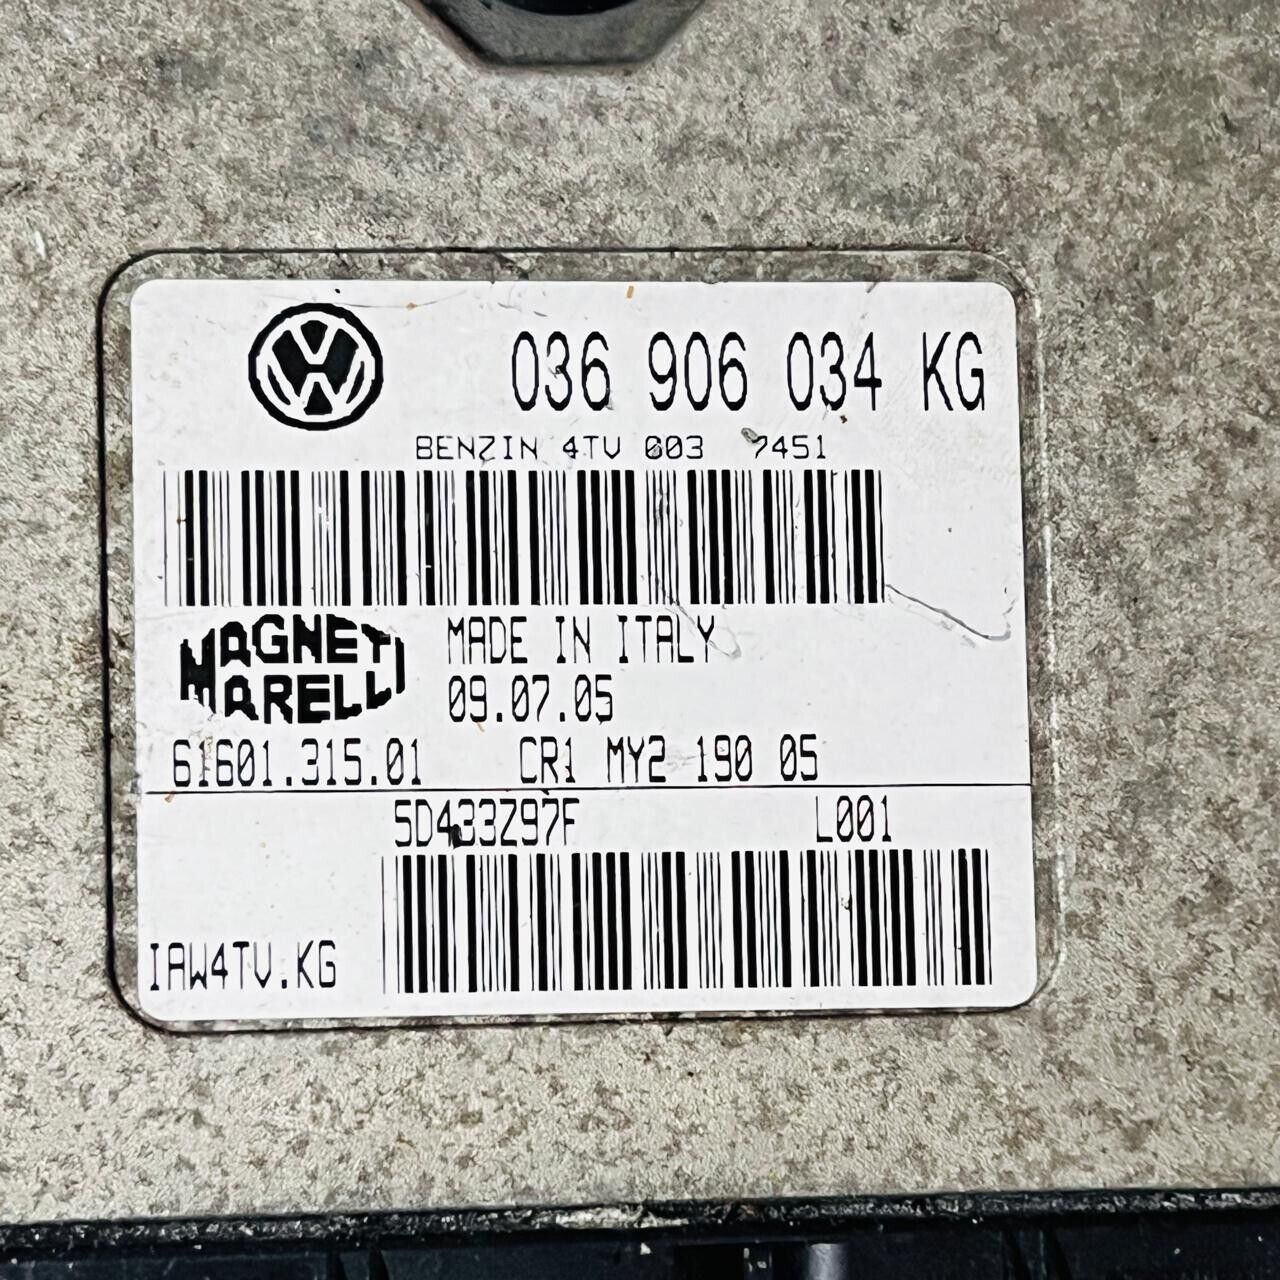 036 906 034 KG
BENZIN 4TV G03 7451
MAGNETI MARELLI
MADE IN ITALY
09.07.05
61601.315.01 CR1 MY2 190 05
5D433Z97F L001
IAW4TV.KG